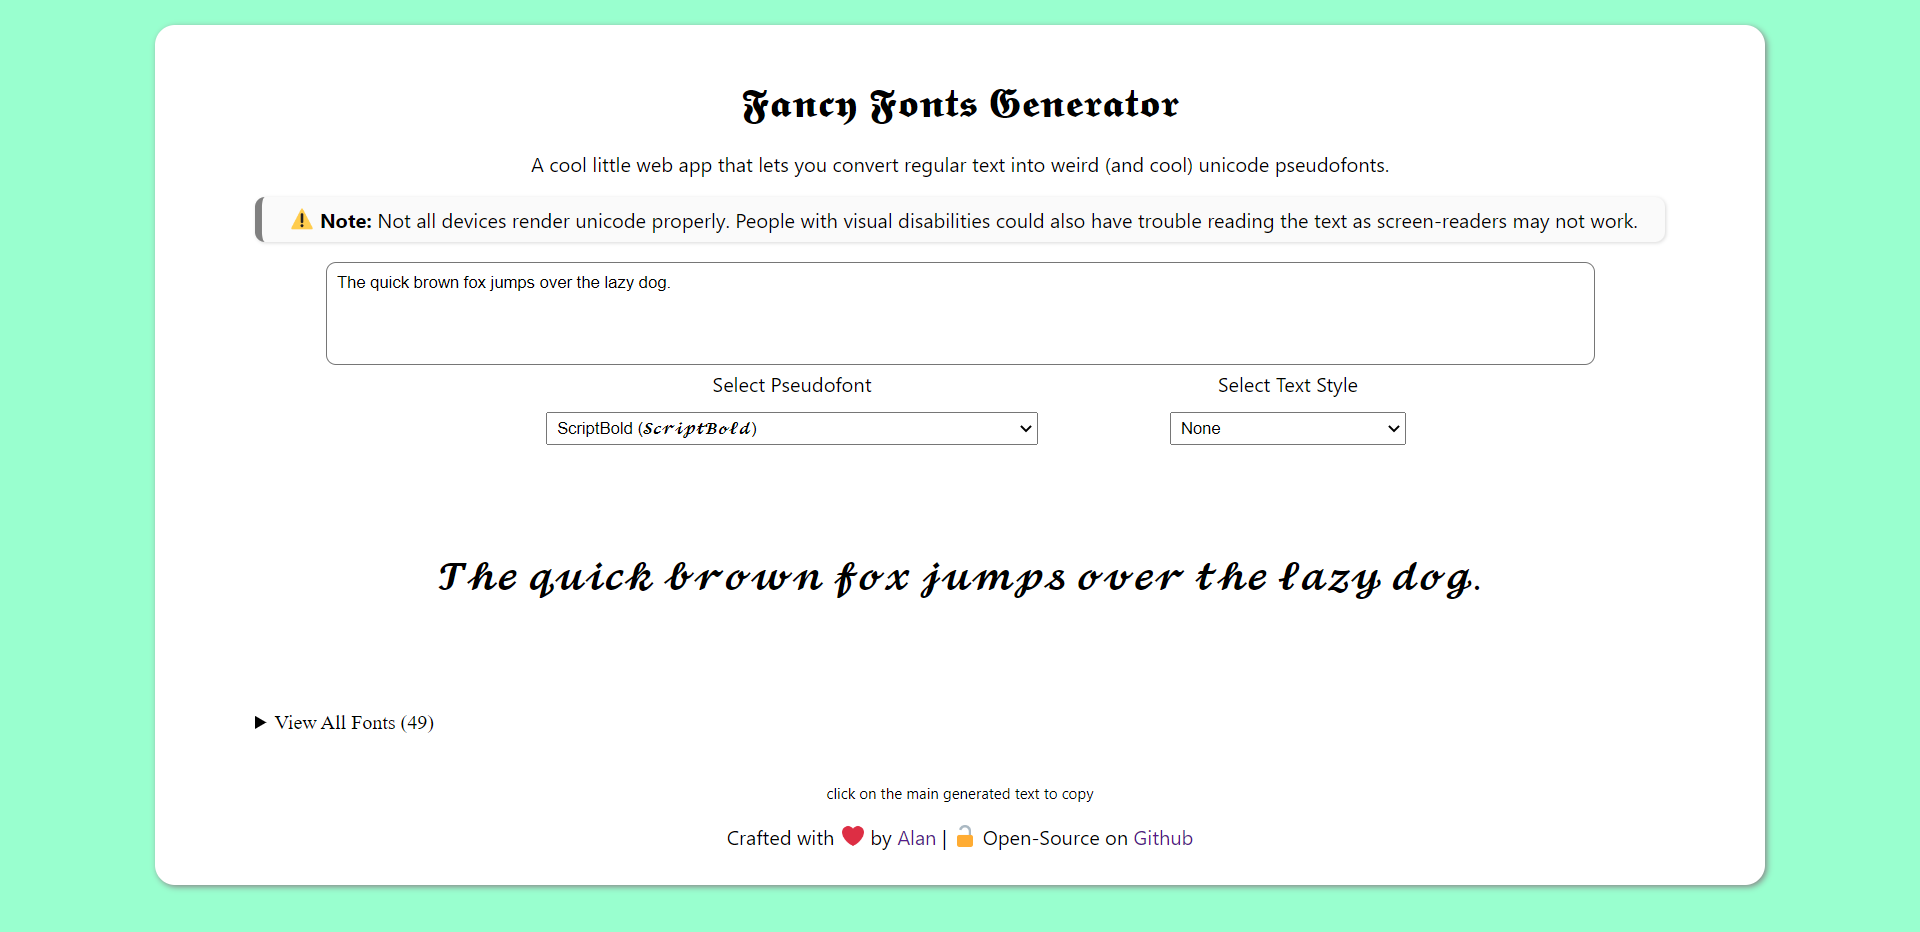 𝕱𝖆𝖓𝖈𝖞 𝕱𝖔𝖓𝖙𝖘 𝕲𝖊𝖓𝖊𝖗𝖆𝖙𝖔𝖗
A cool little web app that lets you convert regular text into weird (and cool) unicode pseudofonts.
⚠️ Note: Not all devices render unicode properly. People with visual disabilities could also have trouble reading the text as screen-readers may not work.
The quick brown fox jumps over the lazy dog.
Select Pseudofont Select Text Style
ScriptBold (𝓢𝓬𝓻𝓲𝓹𝓽𝓑𝓸𝓵𝓭) None
𝓣𝓱𝓮 𝓺𝓾𝓲𝓬𝓴 𝓫𝓻𝓸𝔀𝓷 𝓯𝓸𝔁 𝓳𝓾𝓶𝓹𝓼 𝓸𝓿𝓮𝓻 𝓽𝓱𝓮 𝓵𝓪𝔃𝔂 𝓭𝓸𝓰.
▶ View All Fonts (49)
click on the main generated text to copy
Crafted with ❤️ by Alan | 🔓 Open-Source on Github